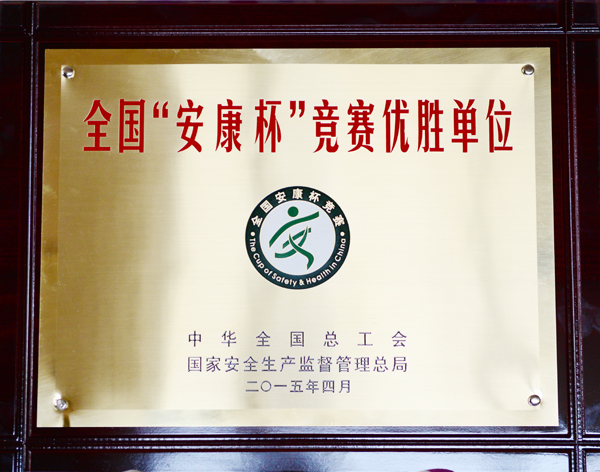 全国“安康杯”竞赛优胜单位
全国安康杯竞赛
The Cup of Safety & Health in China
中华全国总工会
国家安全生产监督管理总局
二〇一五年四月